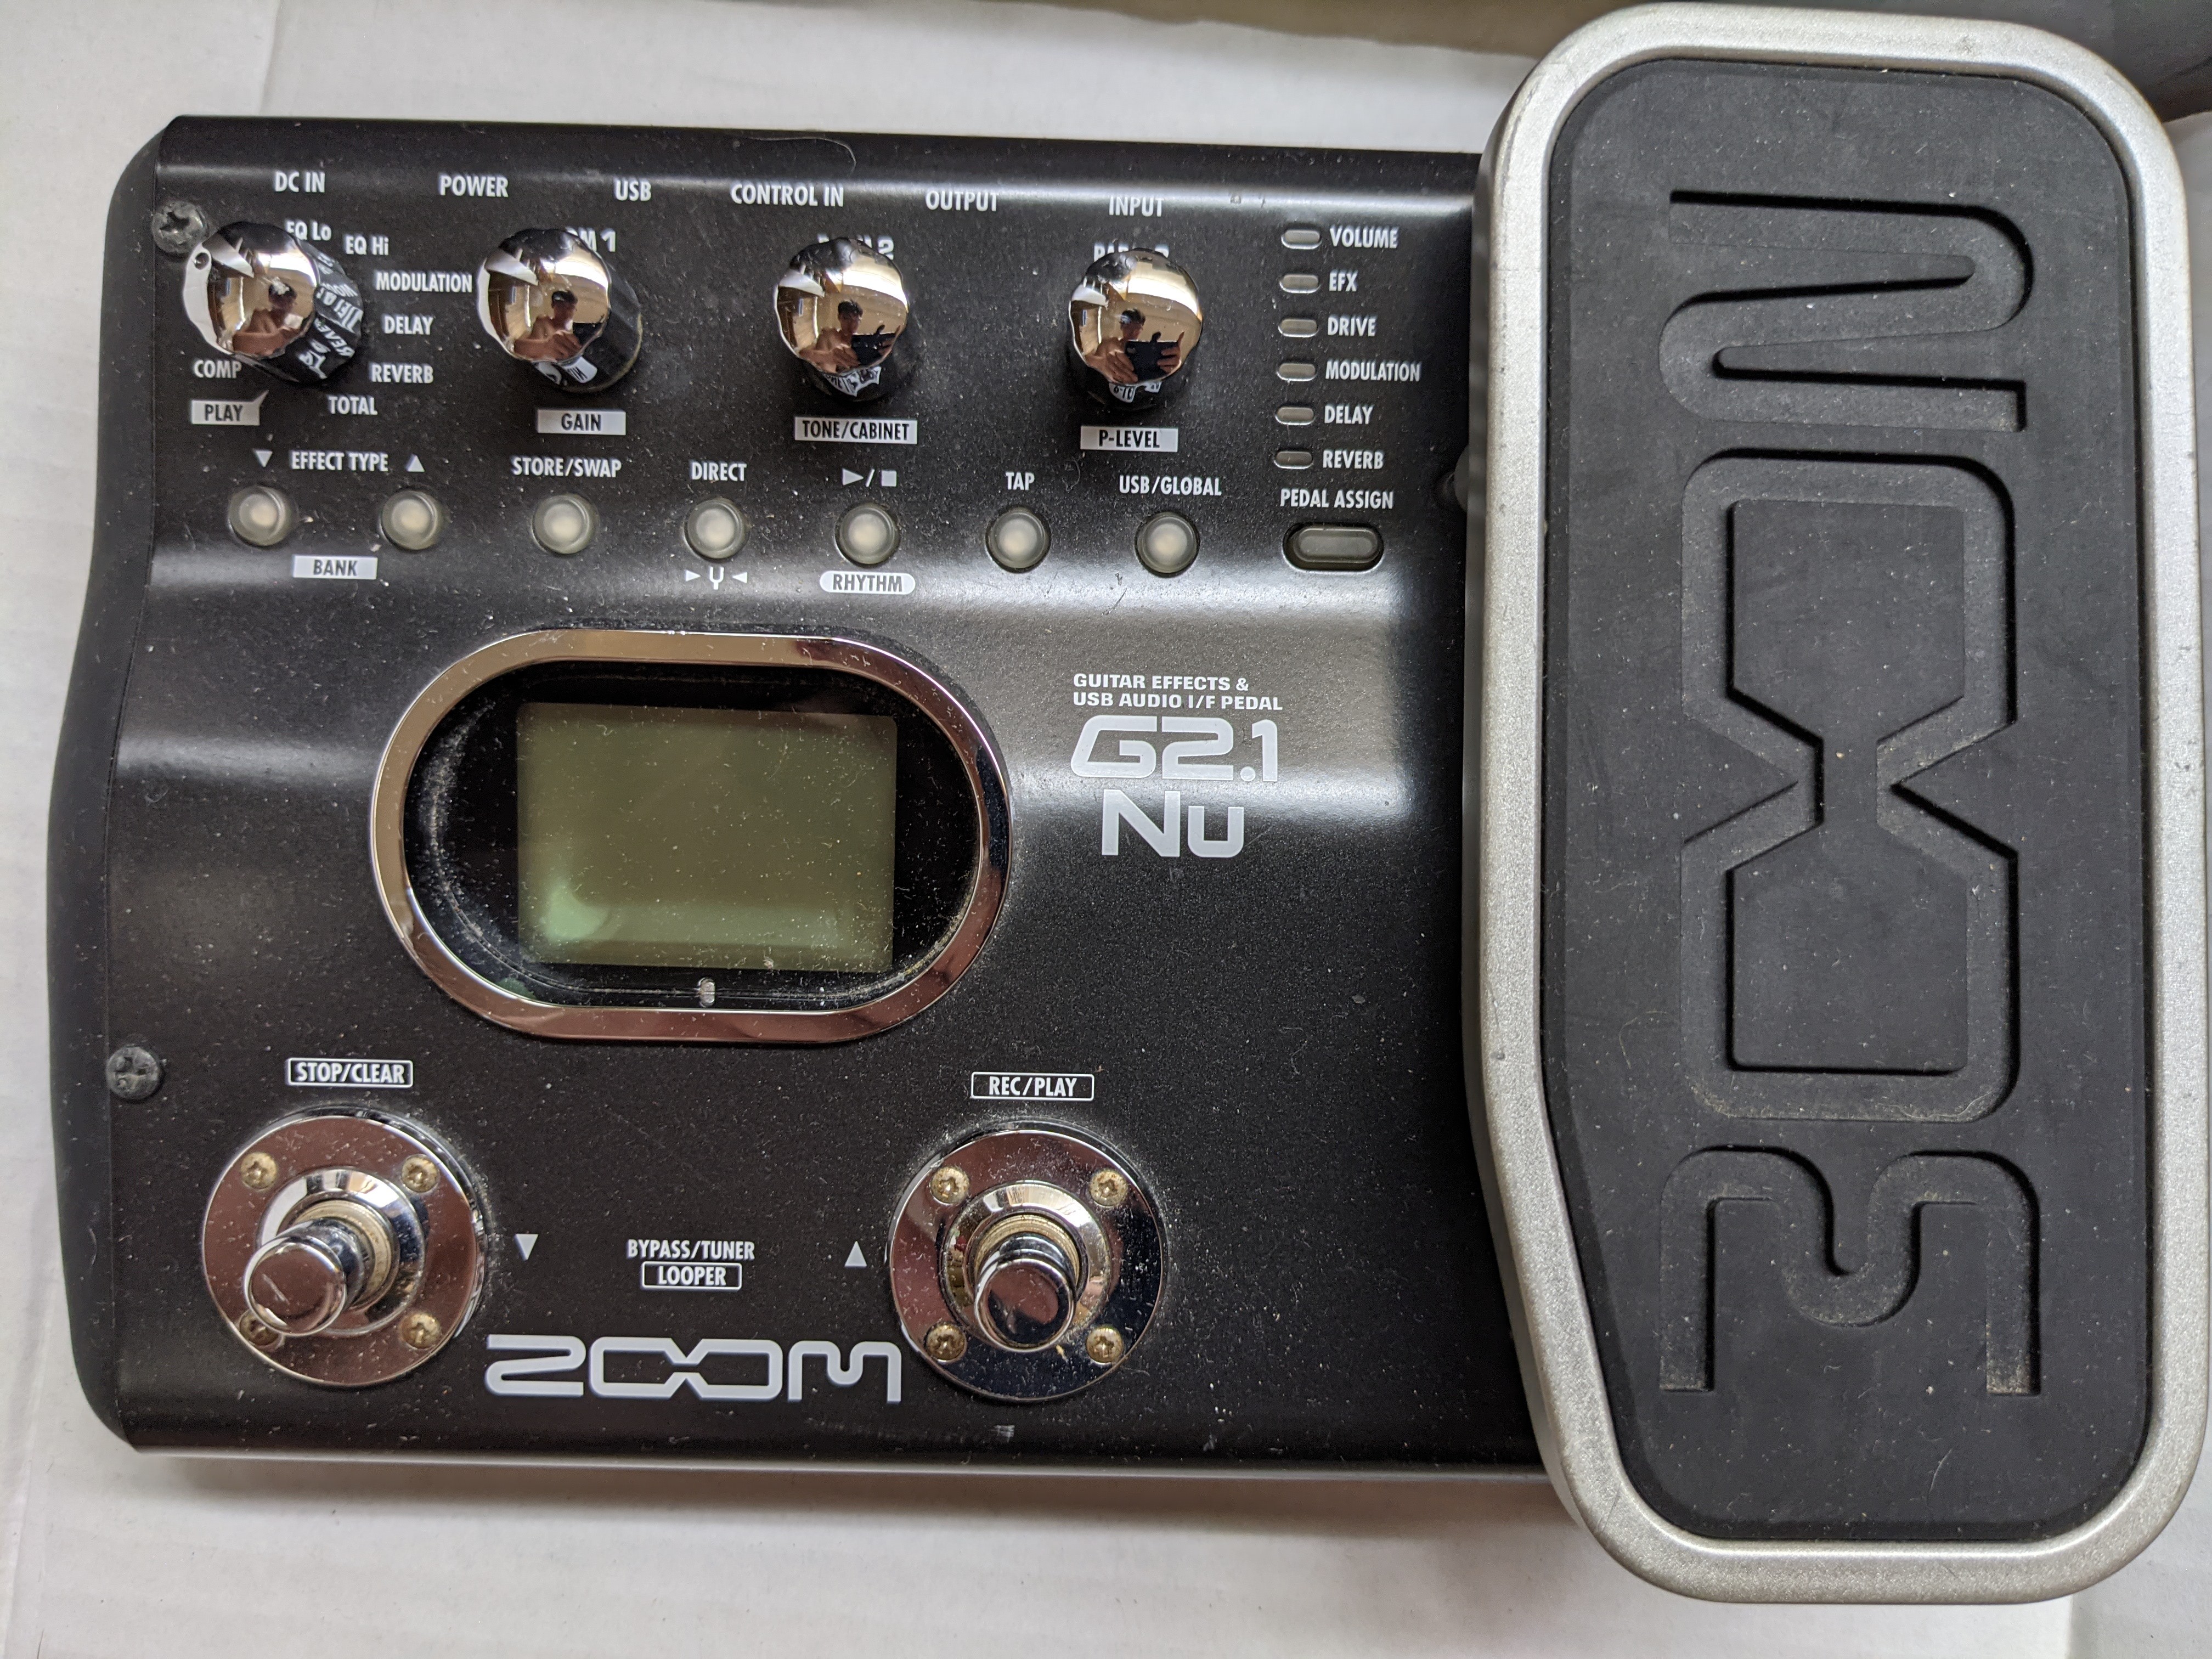 DC IN
POWER
USB
CONTROL IN
OUTPUT
INPUT
EQ Lo
EQ Hi
MODULATION
DELAY
REVERB
TOTAL
COMP
PLAY
GAIN
TONE/CABINET
P-LEVEL
VOLUME
EFX
DRIVE
MODULATION
DELAY
REVERB
PEDAL ASSIGN
▼ EFFECT TYPE ▲
STORE/SWAP
DIRECT
▶/■
TAP
USB/GLOBAL
BANK
RHYTHM
GUITAR EFFECTS &
USB AUDIO I/F PEDAL
G2.1
Nu
STOP/CLEAR
REC/PLAY
▼ BYPASS/TUNER ▲
LOOPER
ZOOM
ZOOM